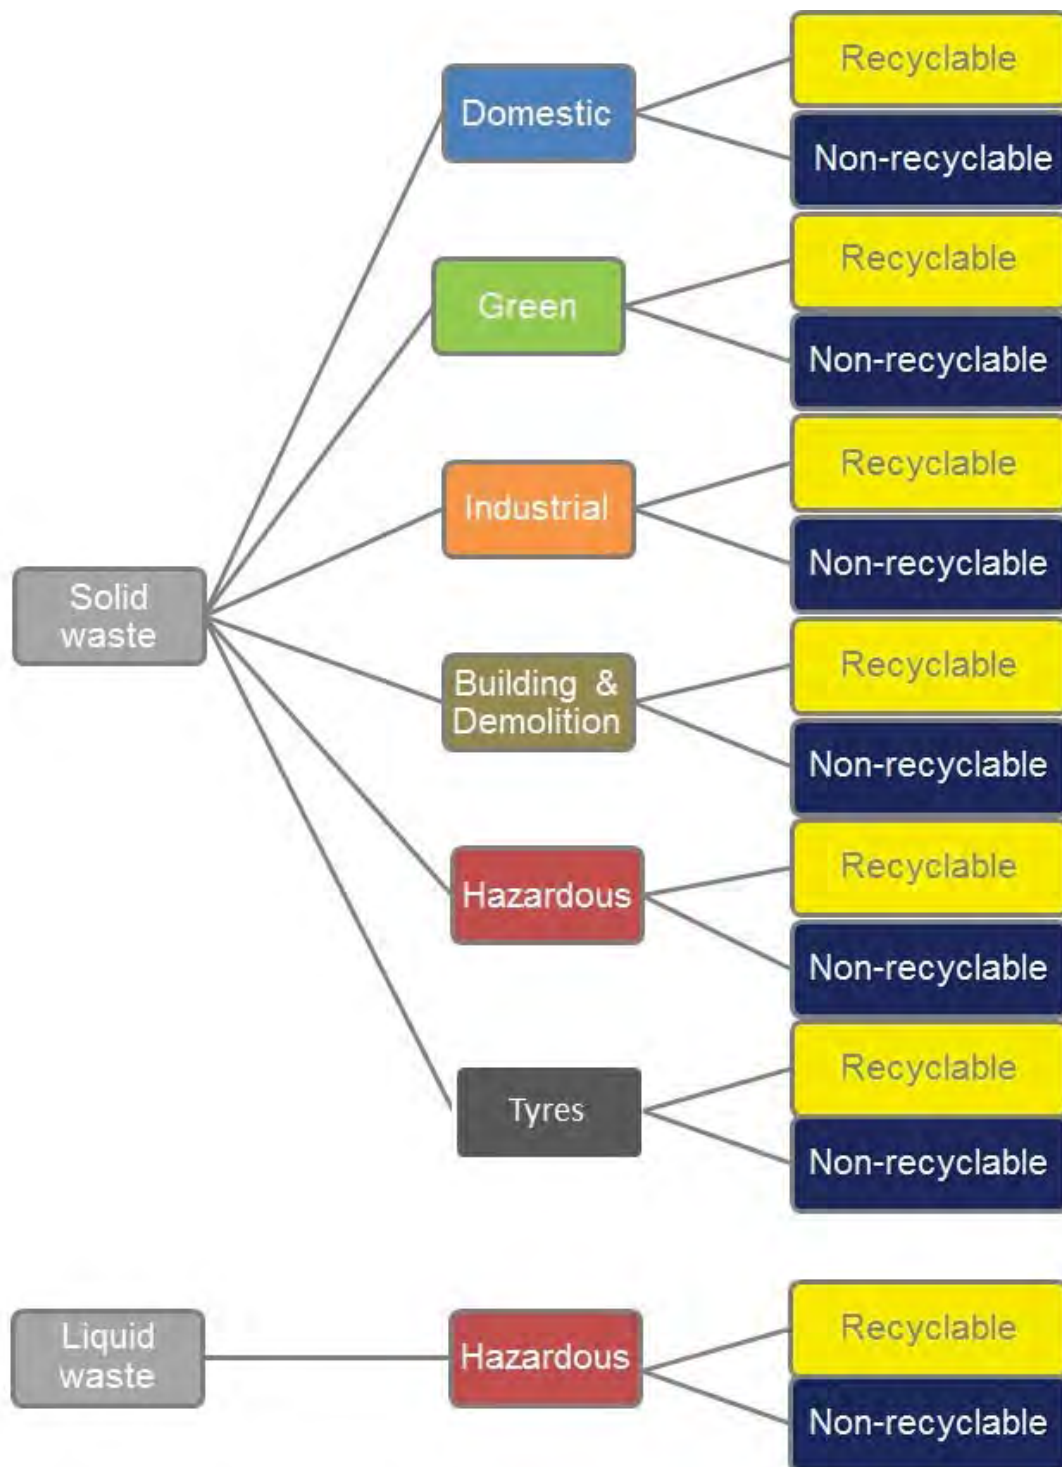 Recyclable
Domestic
Non-recyclable
Recyclable
Green
Non-recyclable
Recyclable
Industrial
Non-recyclable
Solid
waste
Recyclable
Building & 
Demolition
Non-recyclable
Recyclable
Hazardous
Non-recyclable
Recyclable
Tyres
Non-recyclable
Liquid
waste
Hazardous
Recyclable
Non-recyclable